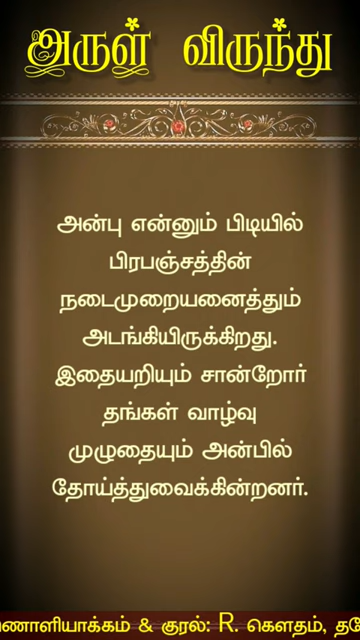 அருள் விருந்து
அன்பு என்னும் பிடியில்
பிரபஞ்சத்தின்
நடைமுறையனைத்தும்
அடங்கியிருக்கிறது.
இதையறியும் சான்றோர்
தங்கள் வாழ்வு
முழுதையும் அன்பில்
தோய்த்துவைக்கின்றனர்.
ணொளியாக்கம் & குரல்: R. கௌதம்,